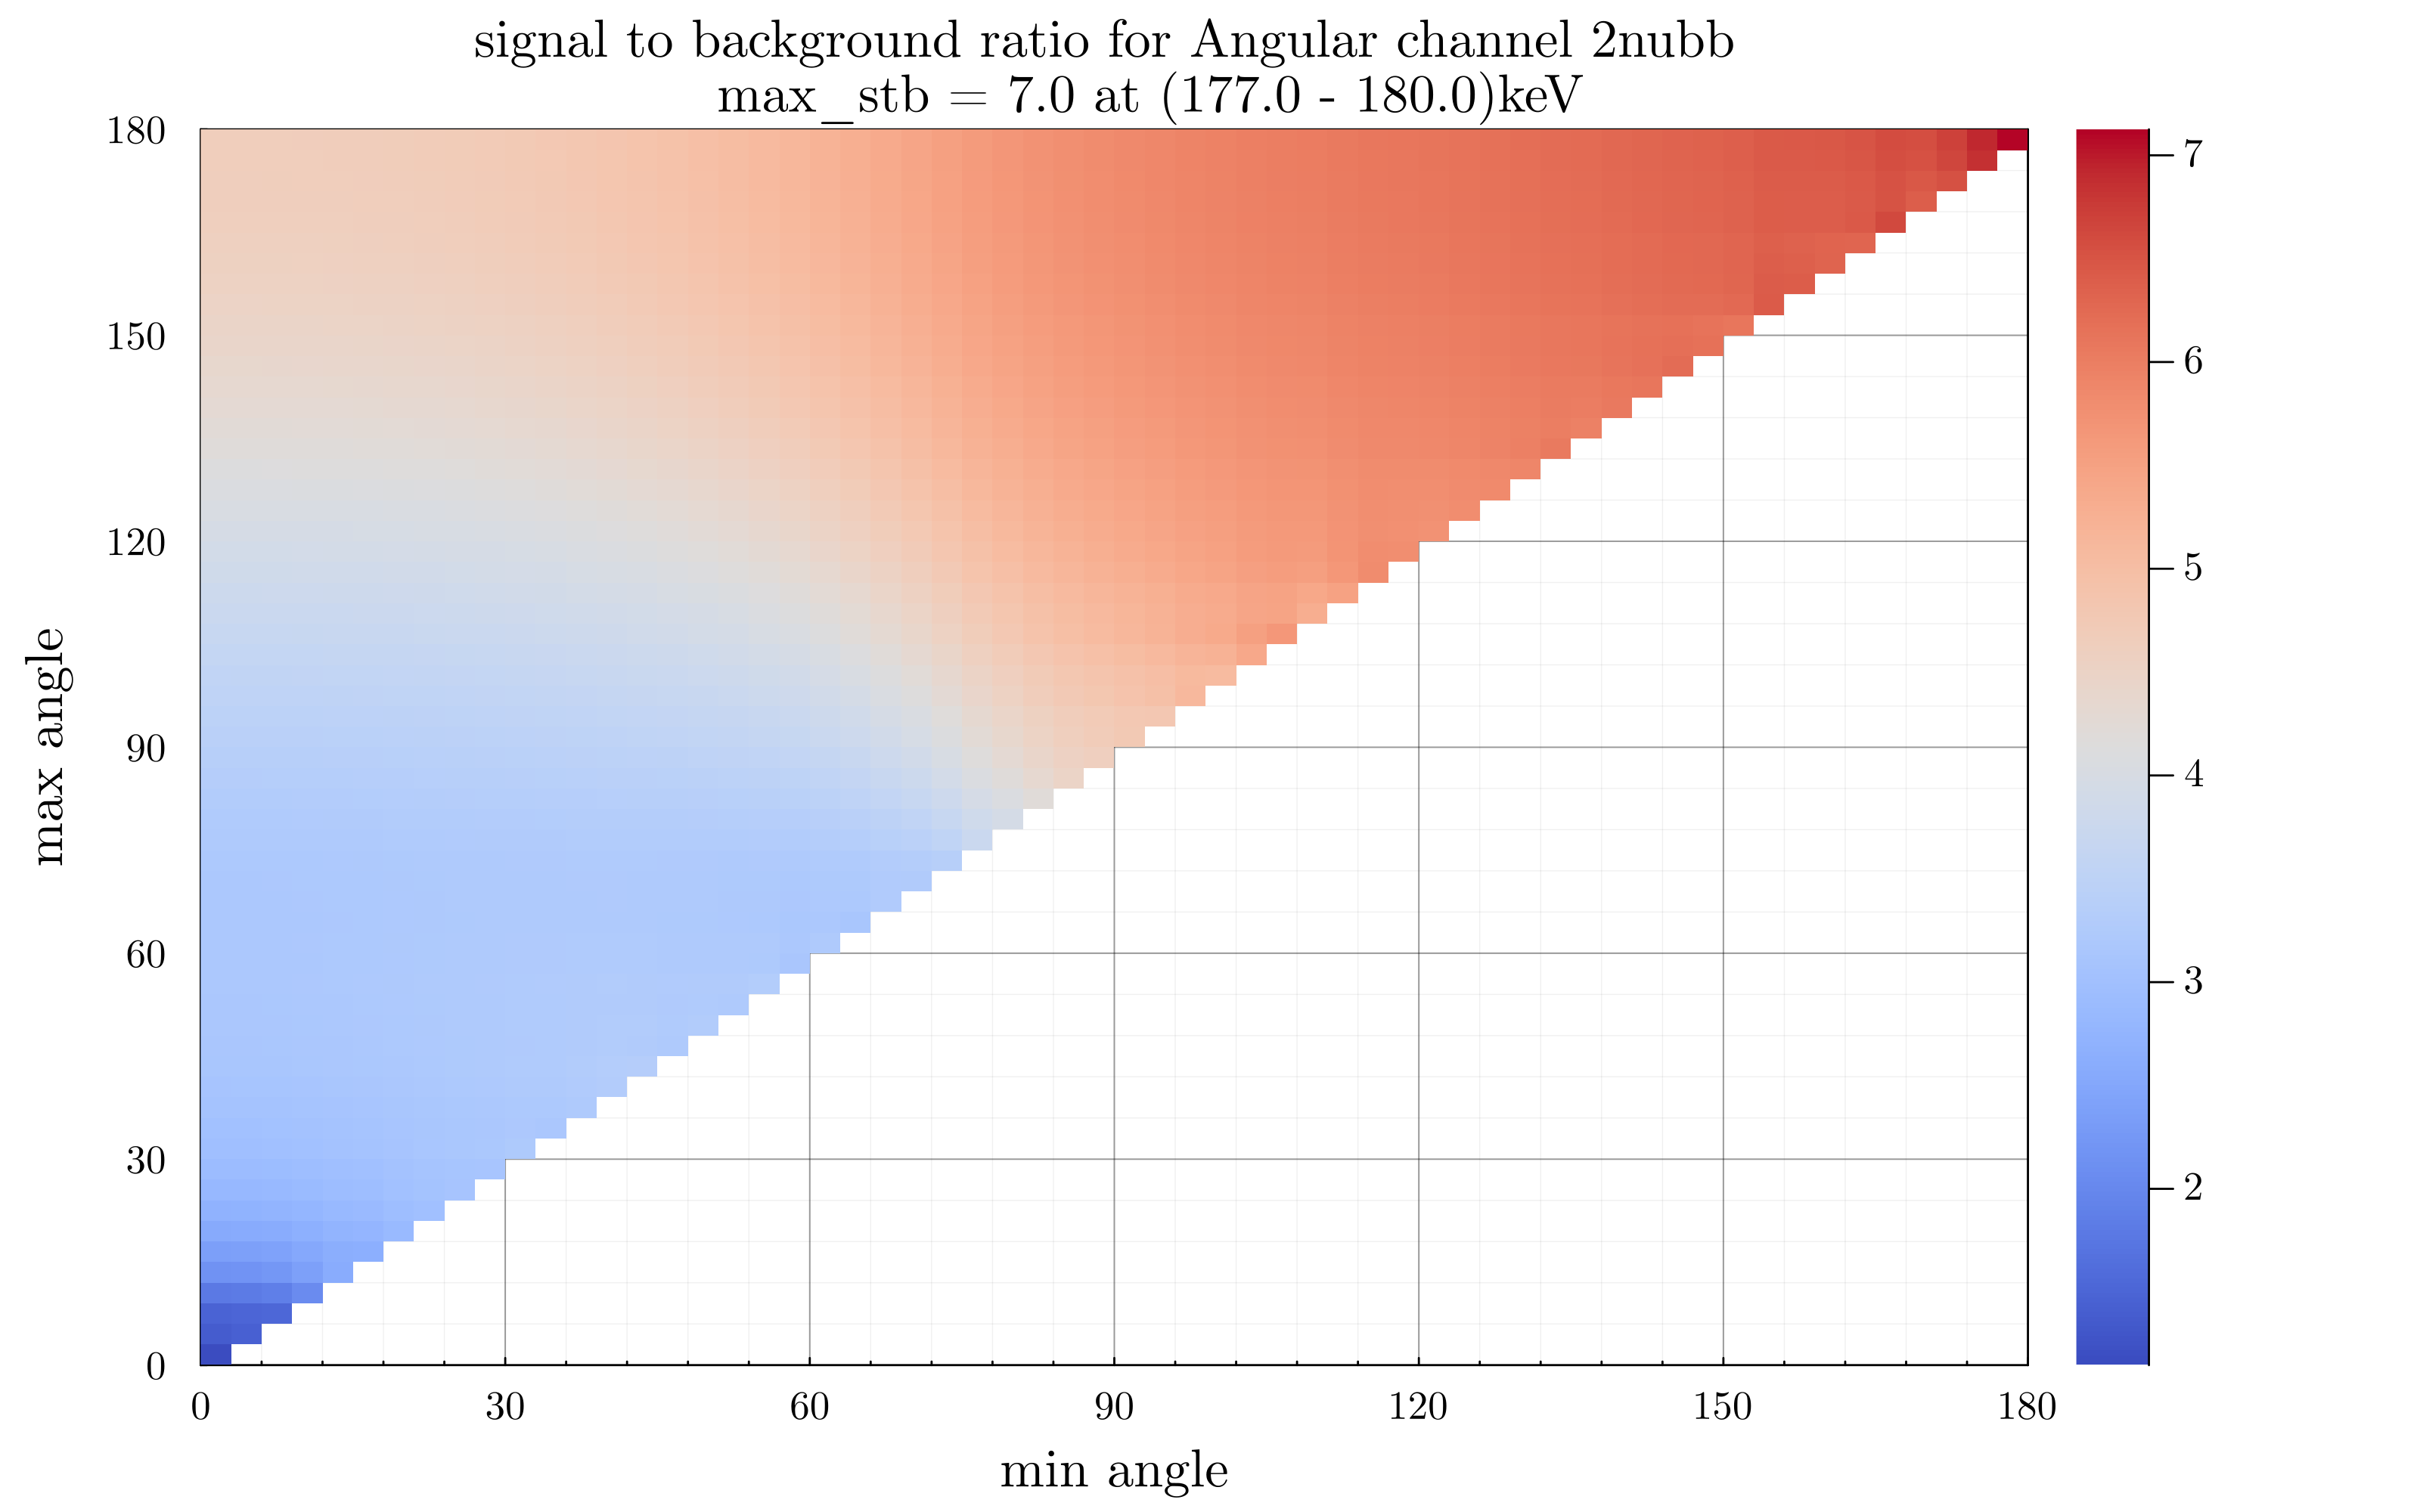 signal to background ratio for Angular channel 2nubb
max_stb = 7.0 at (177.0 - 180.0)keV
180
150
120
90
60
30
0
max angle
0 30 60 90 120 150 180
min angle
7
6
5
4
3
2